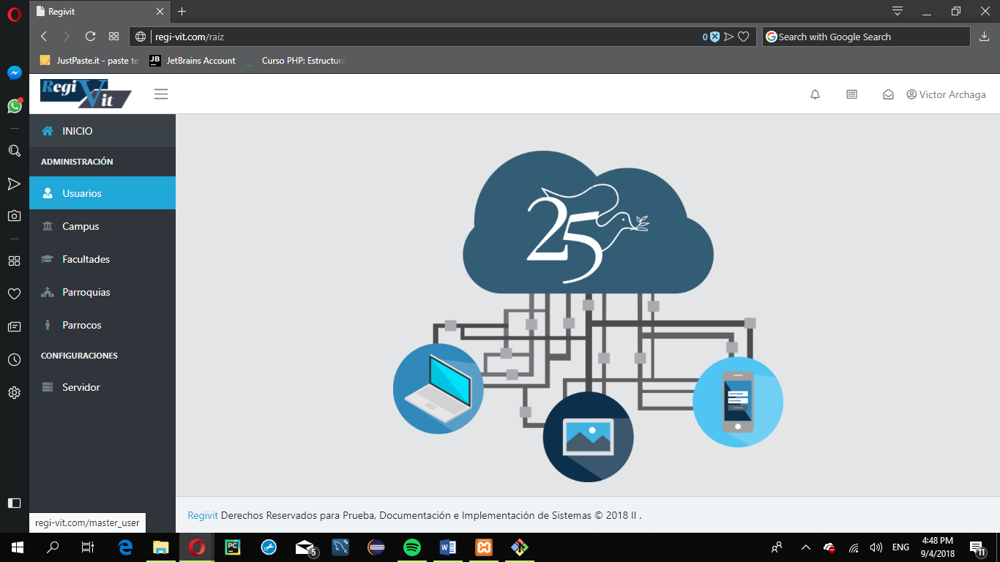 Regivit
regi-vit.com/raiz
0
Search with Google Search
JustPaste.it - paste te
JB
JetBrains Account
Curso PHP: Estructura
Regi Vit
Victor Archaga
INICIO
ADMINISTRACIÓN
Usuarios
Campus
Facultades
Parroquias
Parrocos
CONFIGURACIONES
Servidor
25
Regivit Derechos Reservados para Prueba, Documentación e Implementación de Sistemas © 2018 II .
regi-vit.com/master_user
PC
5
ENG
4:48 PM
9/4/2018
11